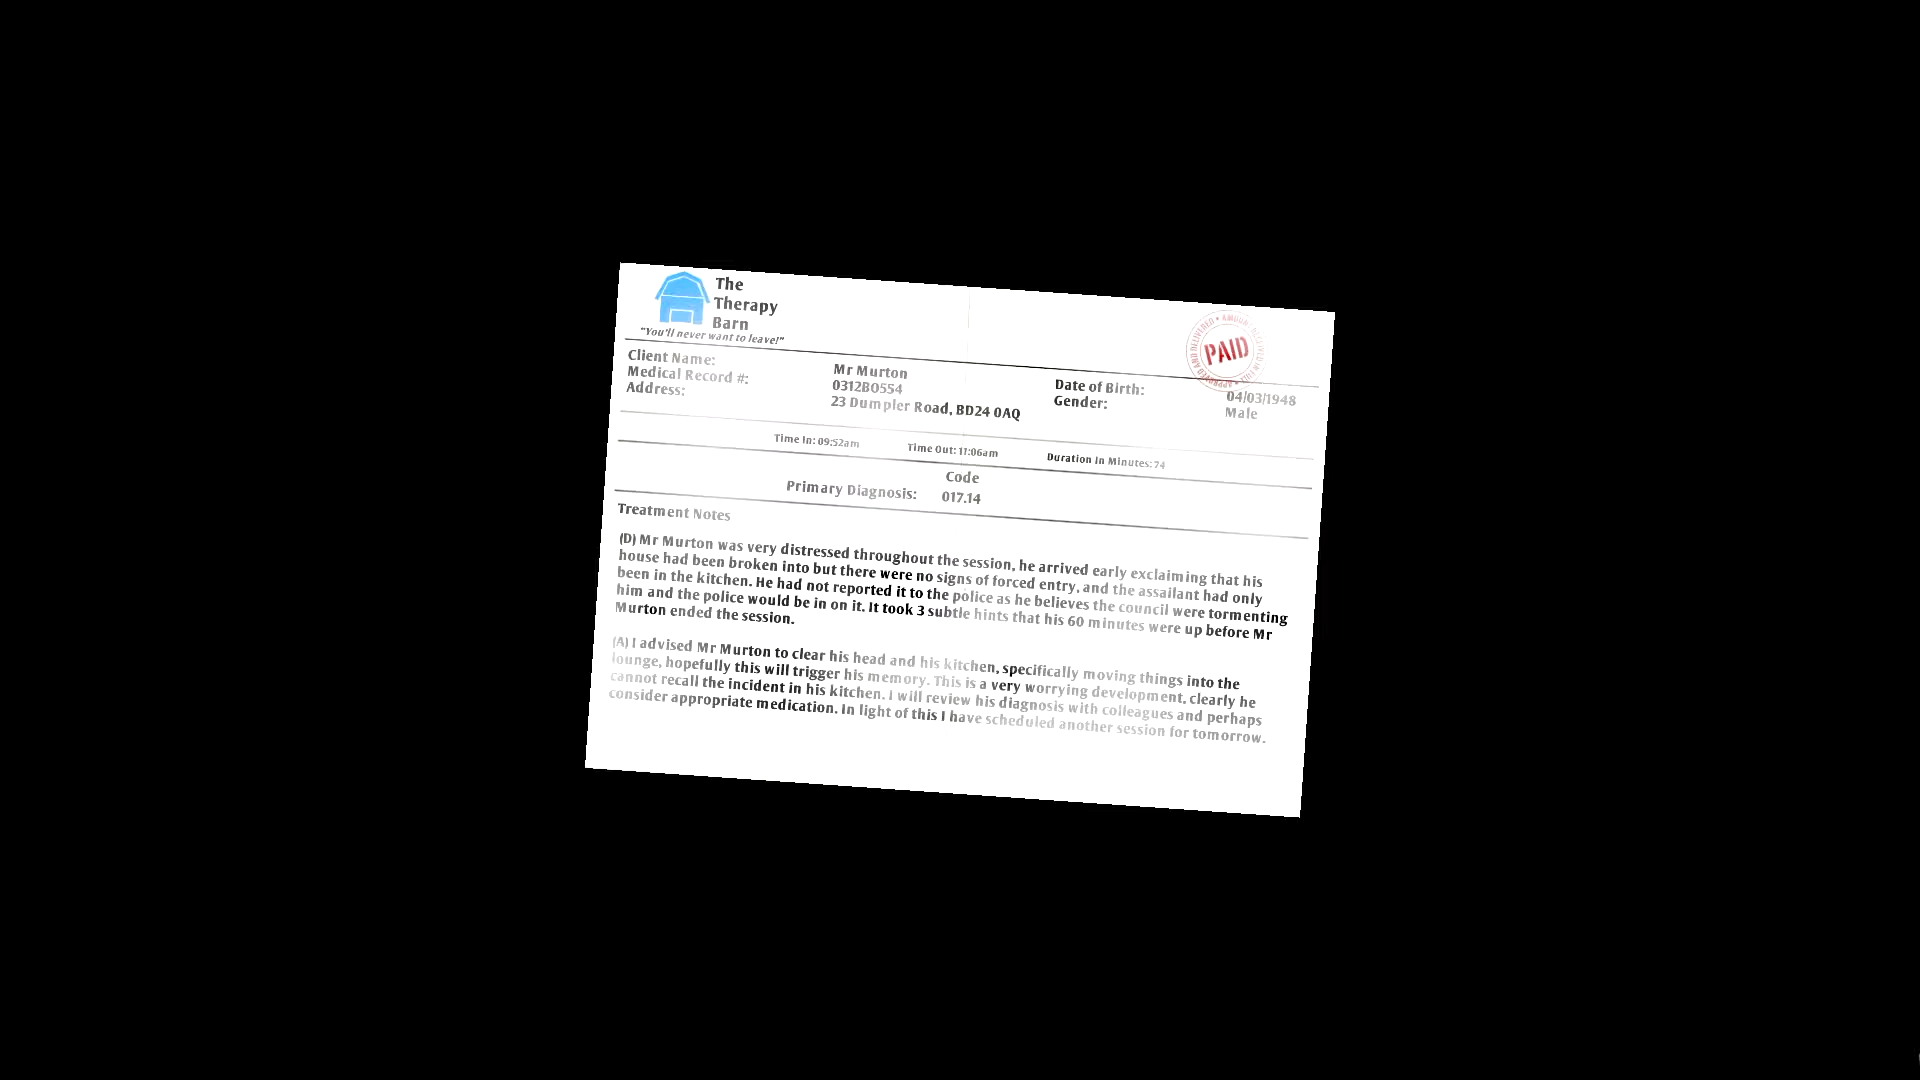 The
Therapy
Barn
"You'll never want to leave!"
AMOUNT RECEIVED IN FULL • APPROVED AND DELIVERED •
PAID
Client Name: Mr Murton Date of Birth: 04/03/1948
Medical Record #: 0312BO554 Gender: Male
Address: 23 Dumpler Road, BD24 0AQ
Time In: 09:52am Time Out: 11:06am Duration In Minutes: 74
Code
Primary Diagnosis: 017.14
Treatment Notes
(D) Mr Murton was very distressed throughout the session, he arrived early exclaiming that his
house had been broken into but there were no signs of forced entry, and the assailant had only
been in the kitchen. He had not reported it to the police as he believes the council were tormenting
him and the police would be in on it. It took 3 subtle hints that his 60 minutes were up before Mr
Murton ended the session.
(A) I advised Mr Murton to clear his head and his kitchen, specifically moving things into the
lounge, hopefully this will trigger his memory. This is a very worrying development, clearly he
cannot recall the incident in his kitchen. I will review his diagnosis with colleagues and perhaps
consider appropriate medication. In light of this I have scheduled another session for tomorrow.